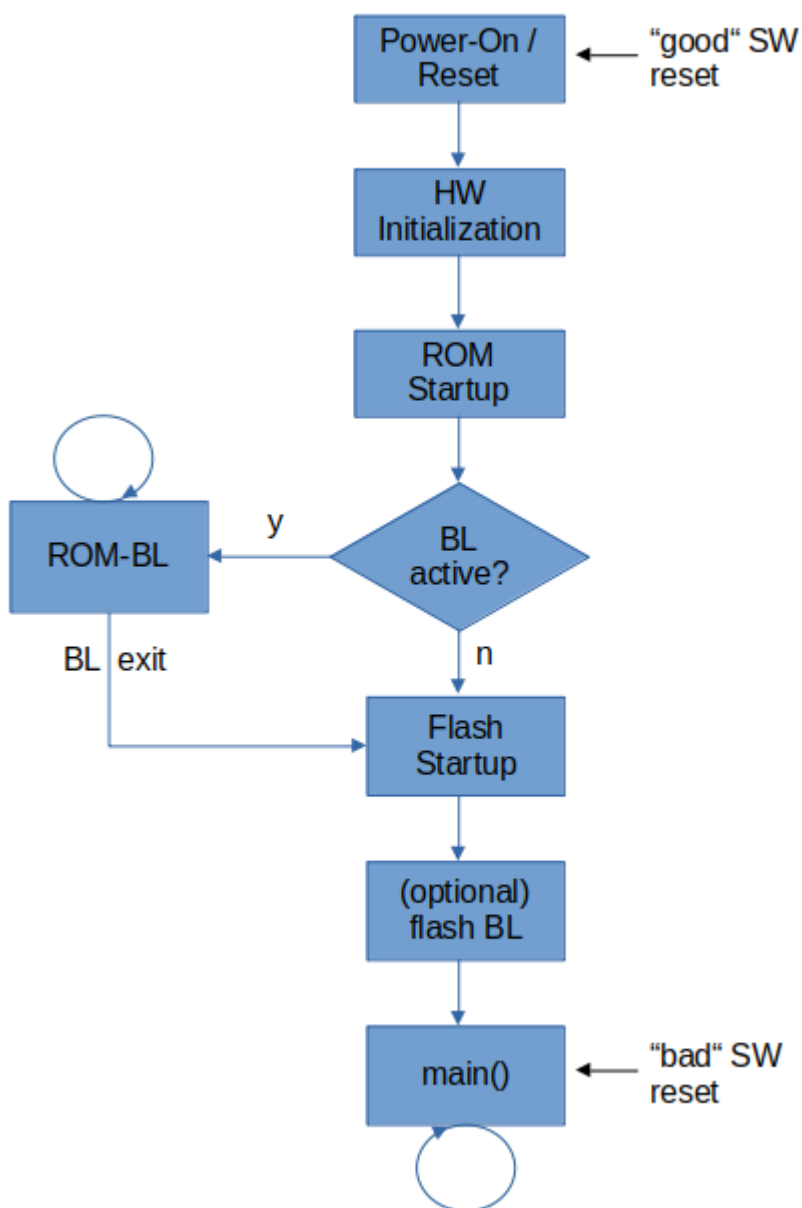 Power-On /
Reset
“good“ SW
reset
HW
Initialization
ROM
Startup
BL
active?
y
ROM-BL
n
BL exit
Flash
Startup
(optional)
flash BL
main()
“bad“ SW
reset